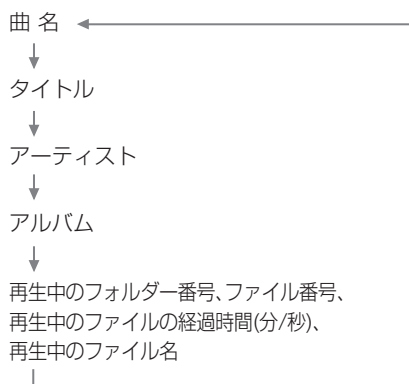 曲 名
タイトル
アーティスト
アルバム
再生中のフォルダー番号、ファイル番号、
再生中のファイルの経過時間(分/秒)、
再生中のファイル名